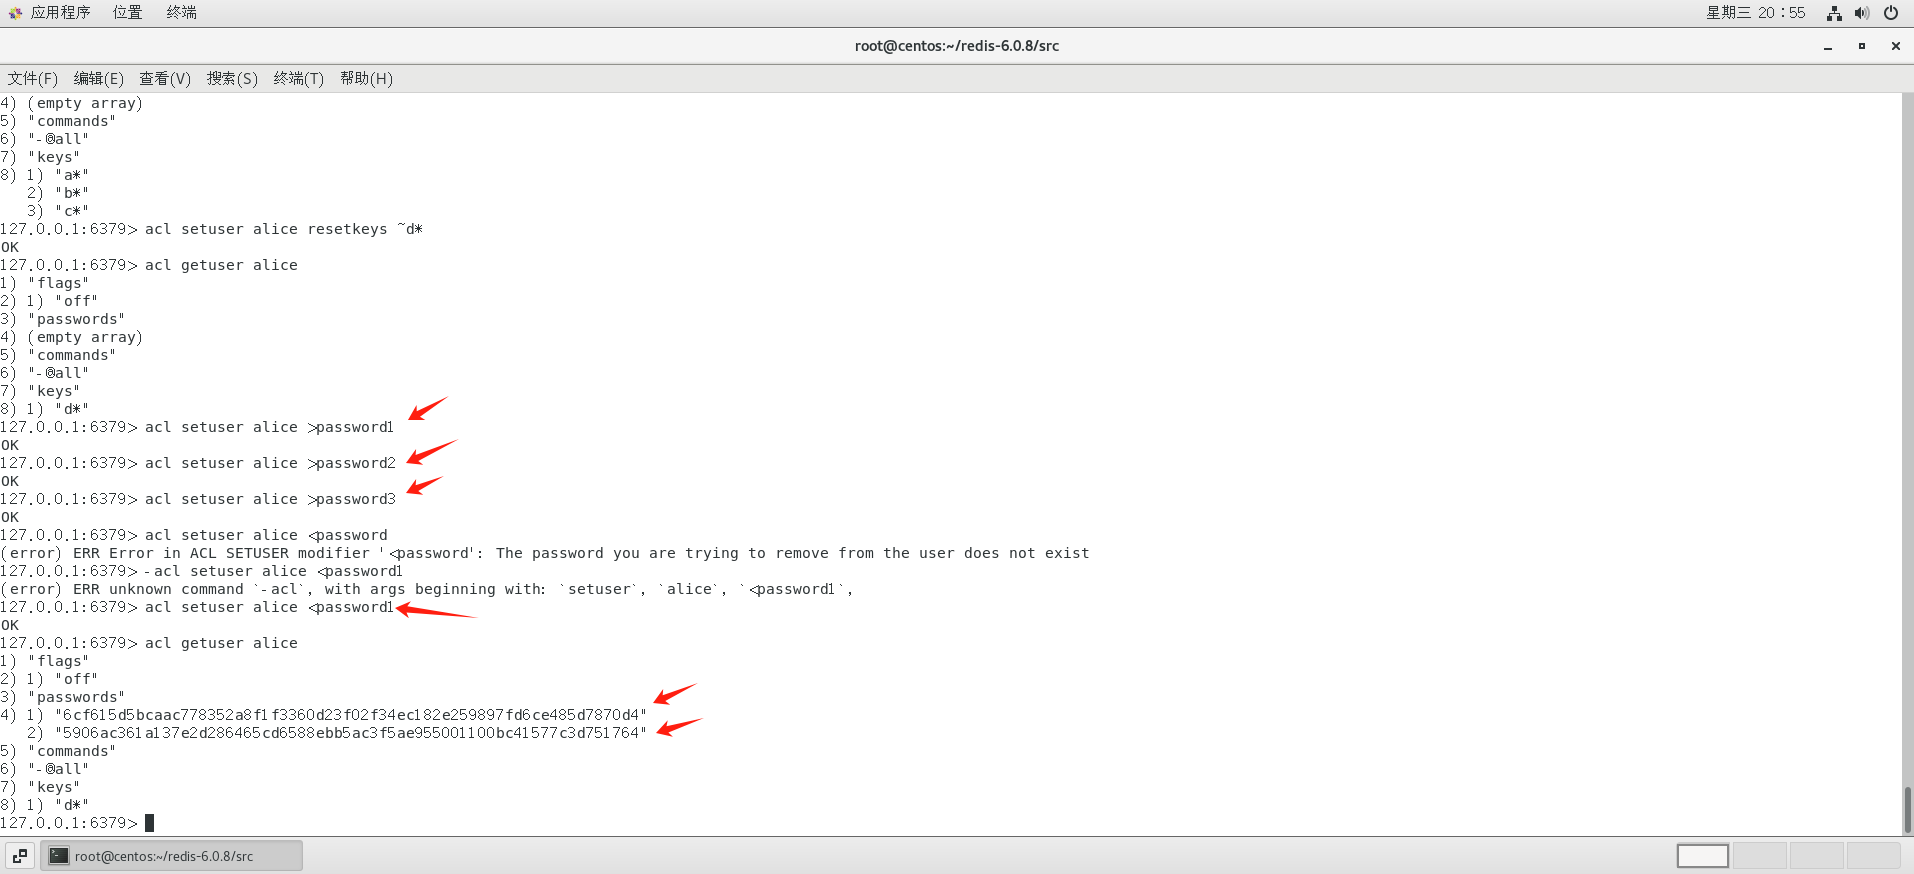 应用程序 位置 终端 星期三 20：55
root@centos:~/redis-6.0.8/src
文件(F) 编辑(E) 查看(V) 搜索(S) 终端(T) 帮助(H)
4) (empty array)
5) "commands"
6) "-@all"
7) "keys"
8) 1) "a*"
   2) "b*"
   3) "c*"
127.0.0.1:6379> acl setuser alice resetkeys ~d*
OK
127.0.0.1:6379> acl getuser alice
1) "flags"
2) 1) "off"
3) "passwords"
4) (empty array)
5) "commands"
6) "-@all"
7) "keys"
8) 1) "d*"
127.0.0.1:6379> acl setuser alice >password1
OK
127.0.0.1:6379> acl setuser alice >password2
OK
127.0.0.1:6379> acl setuser alice >password3
OK
127.0.0.1:6379> acl setuser alice <password
(error) ERR Error in ACL SETUSER modifier '<password': The password you are trying to remove from the user does not exist
127.0.0.1:6379> -acl setuser alice <password1
(error) ERR unknown command `-acl`, with args beginning with: `setuser`, `alice`, `<password1`,
127.0.0.1:6379> acl setuser alice <password1
OK
127.0.0.1:6379> acl getuser alice
1) "flags"
2) 1) "off"
3) "passwords"
4) 1) "6cf615d5bcaac778352a8f1f3360d23f02f34ec182e259897fd6ce485d7870d4"
   2) "5906ac361a137e2d286465cd6588ebb5ac3f5ae955001100bc41577c3d751764"
5) "commands"
6) "-@all"
7) "keys"
8) 1) "d*"
127.0.0.1:6379>
root@centos:~/redis-6.0.8/src